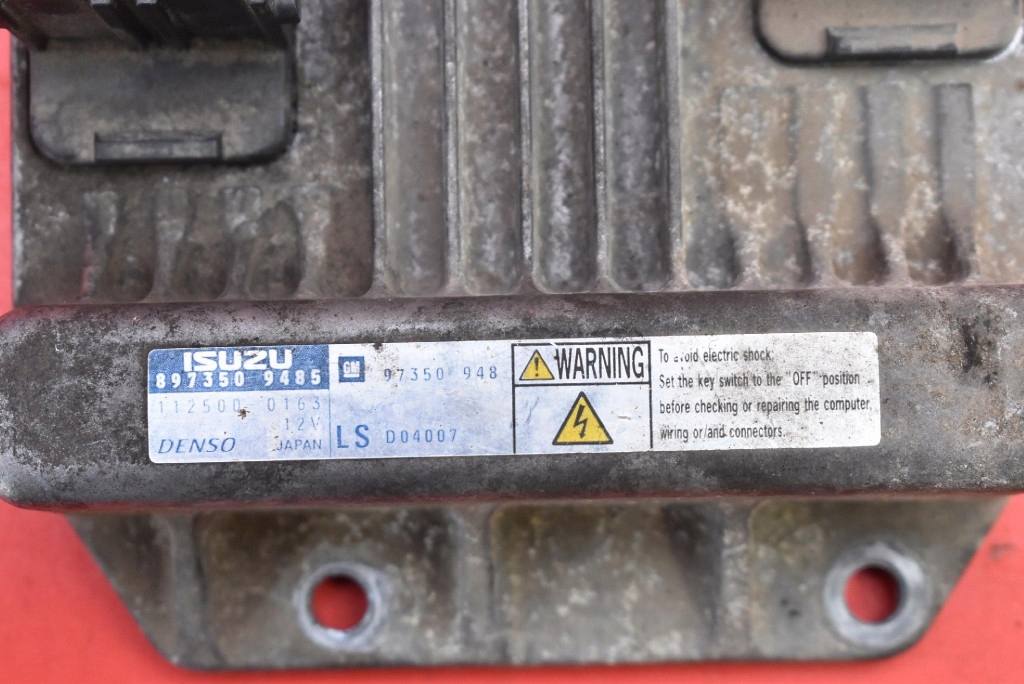 ISUZU
897350 9485
112500 0163
12V
DENSO JAPAN
GM 97350 948
LS D04007
WARNING
To avoid electric shock:
Set the key switch to the "OFF" position
before checking or repairing the computer,
wiring or/and connectors.